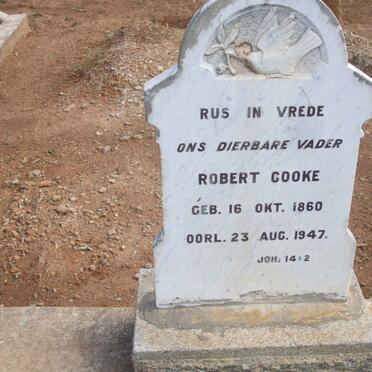 RUS IN VREDE
ONS DIERBARE VADER
ROBERT COOKE
GEB. 16 OKT. 1860
OORL. 23 AUG. 1947.
JOH. 14:2